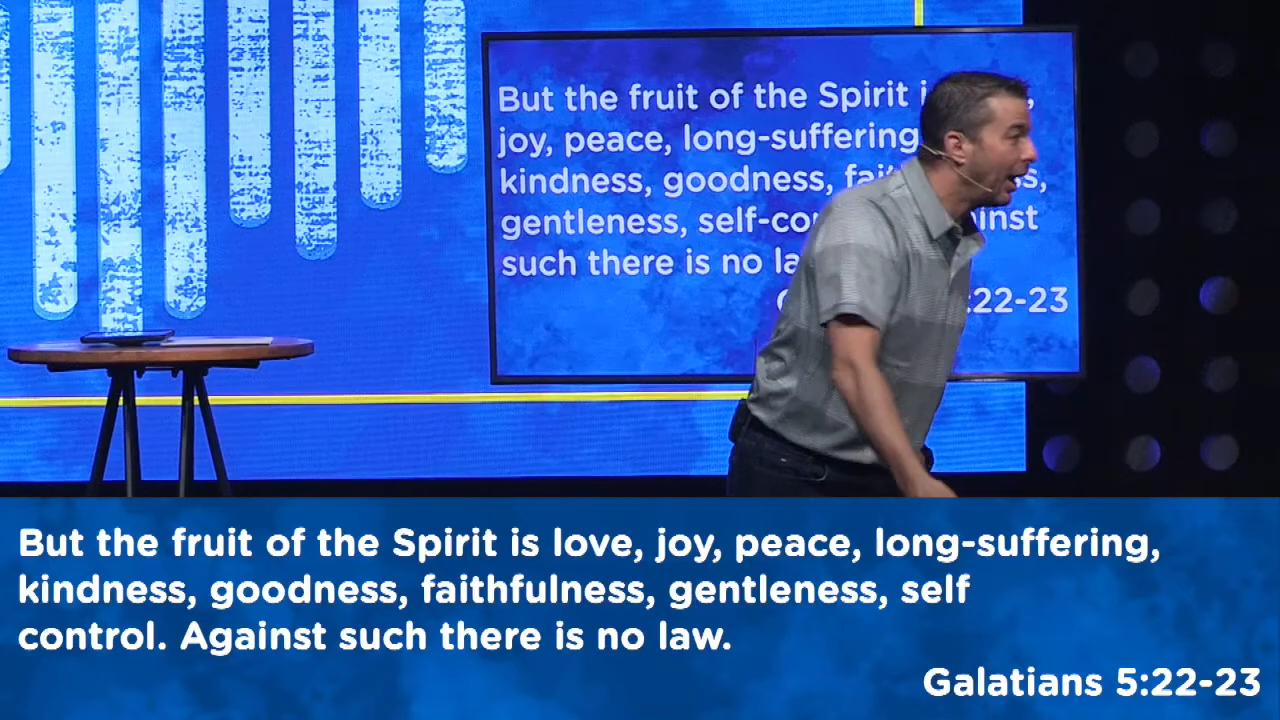 But the fruit of the Spirit
joy, peace, long-suffering
kindness, goodness,
gentleness,
such there is no
:22-23
But the fruit of the Spirit is love, joy, peace, long-suffering,
kindness, goodness, faithfulness, gentleness, self
control. Against such there is no law.
Galatians 5:22-23